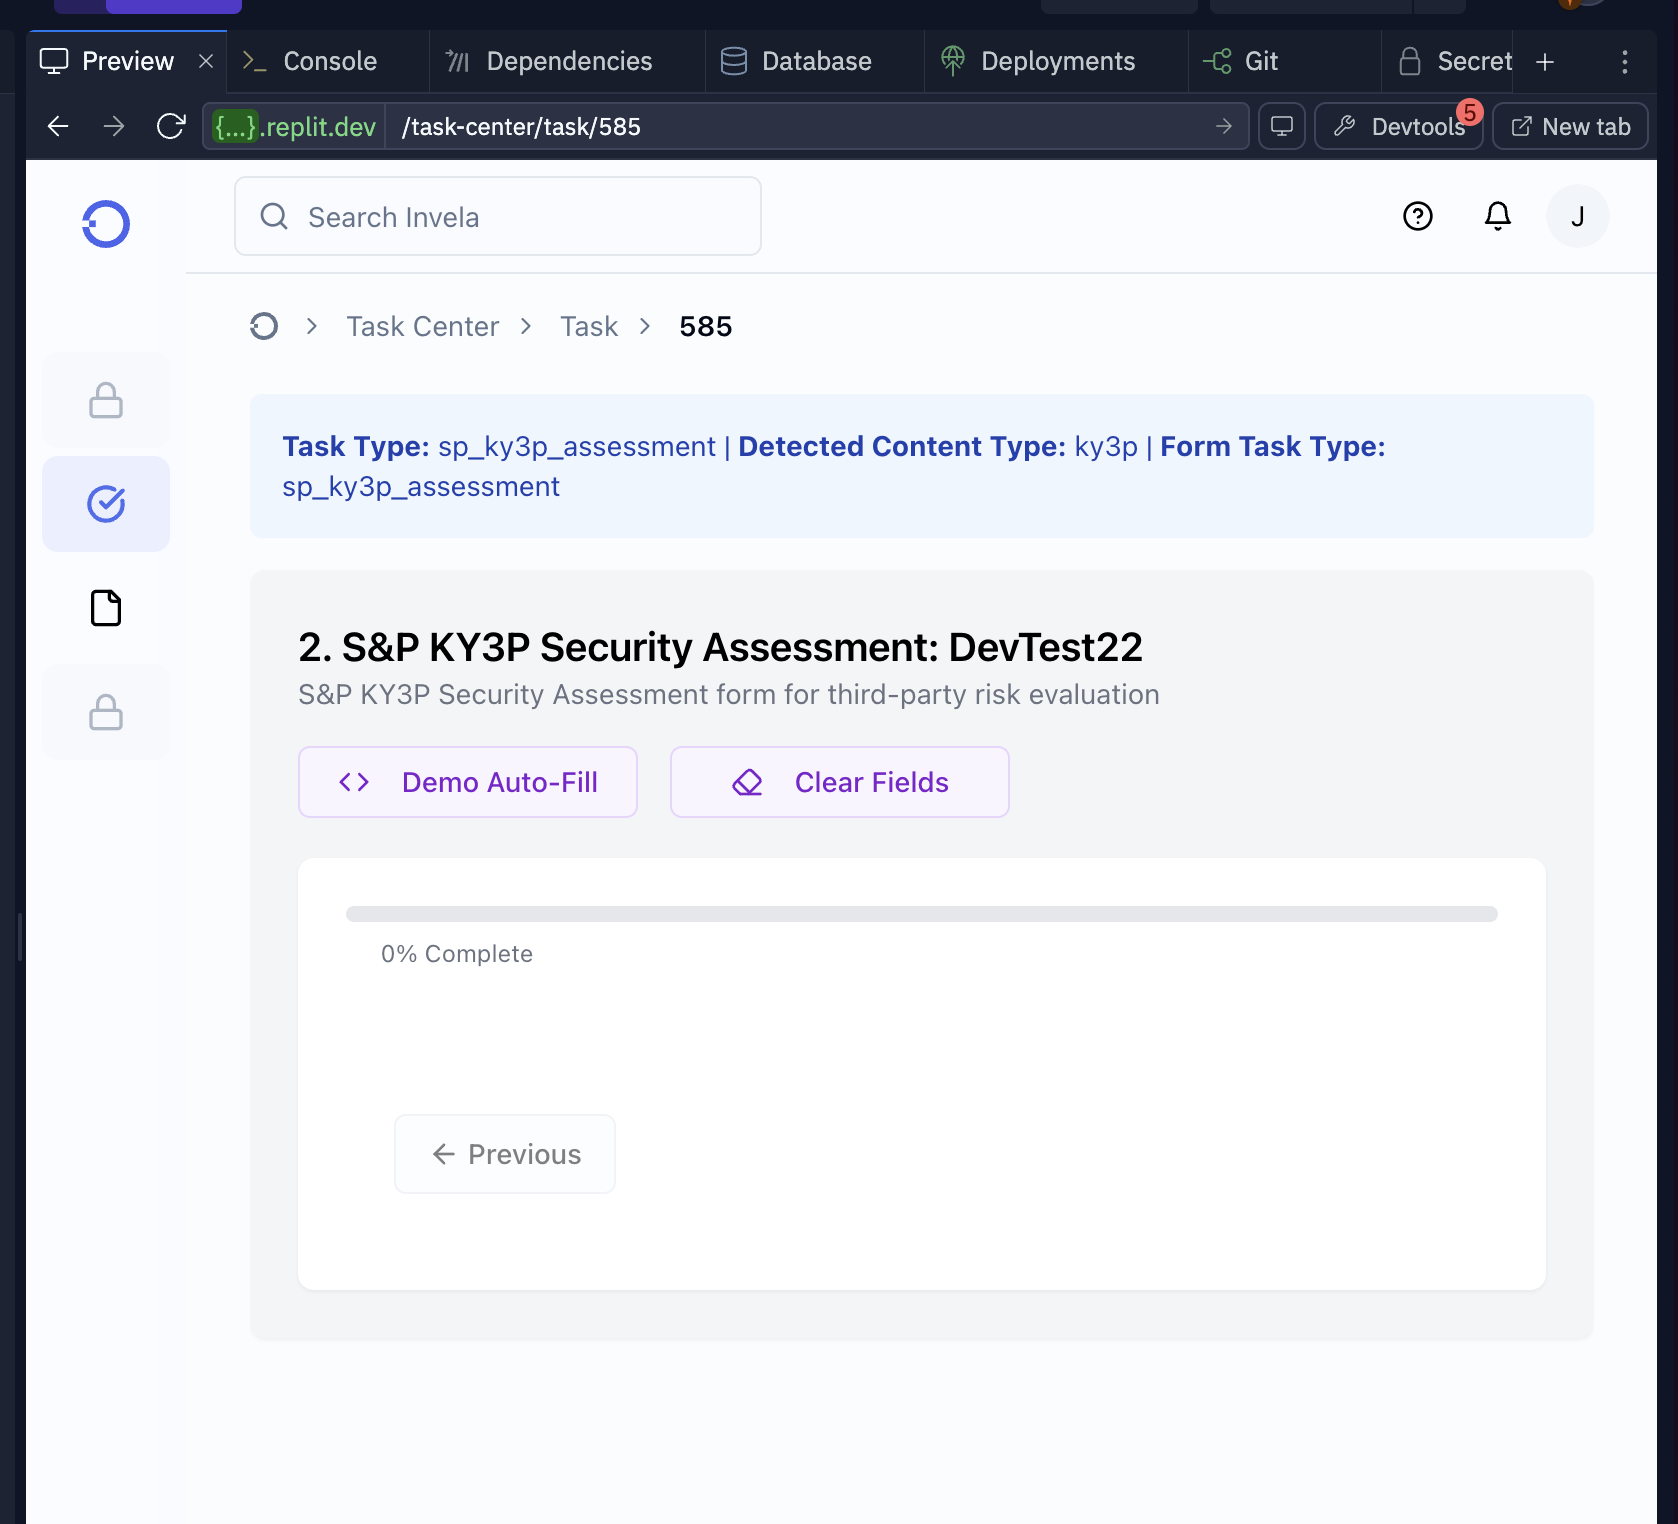 Preview
Console
Dependencies
Database
Deployments
Git
Secret
{...}.replit.dev
/task-center/task/585
Devtools
5
New tab
Search Invela
J
Task Center
Task
585
Task Type: sp_ky3p_assessment | Detected Content Type: ky3p | Form Task Type:
sp_ky3p_assessment
2. S&P KY3P Security Assessment: DevTest22
S&P KY3P Security Assessment form for third-party risk evaluation
Demo Auto-Fill
Clear Fields
0% Complete
Previous